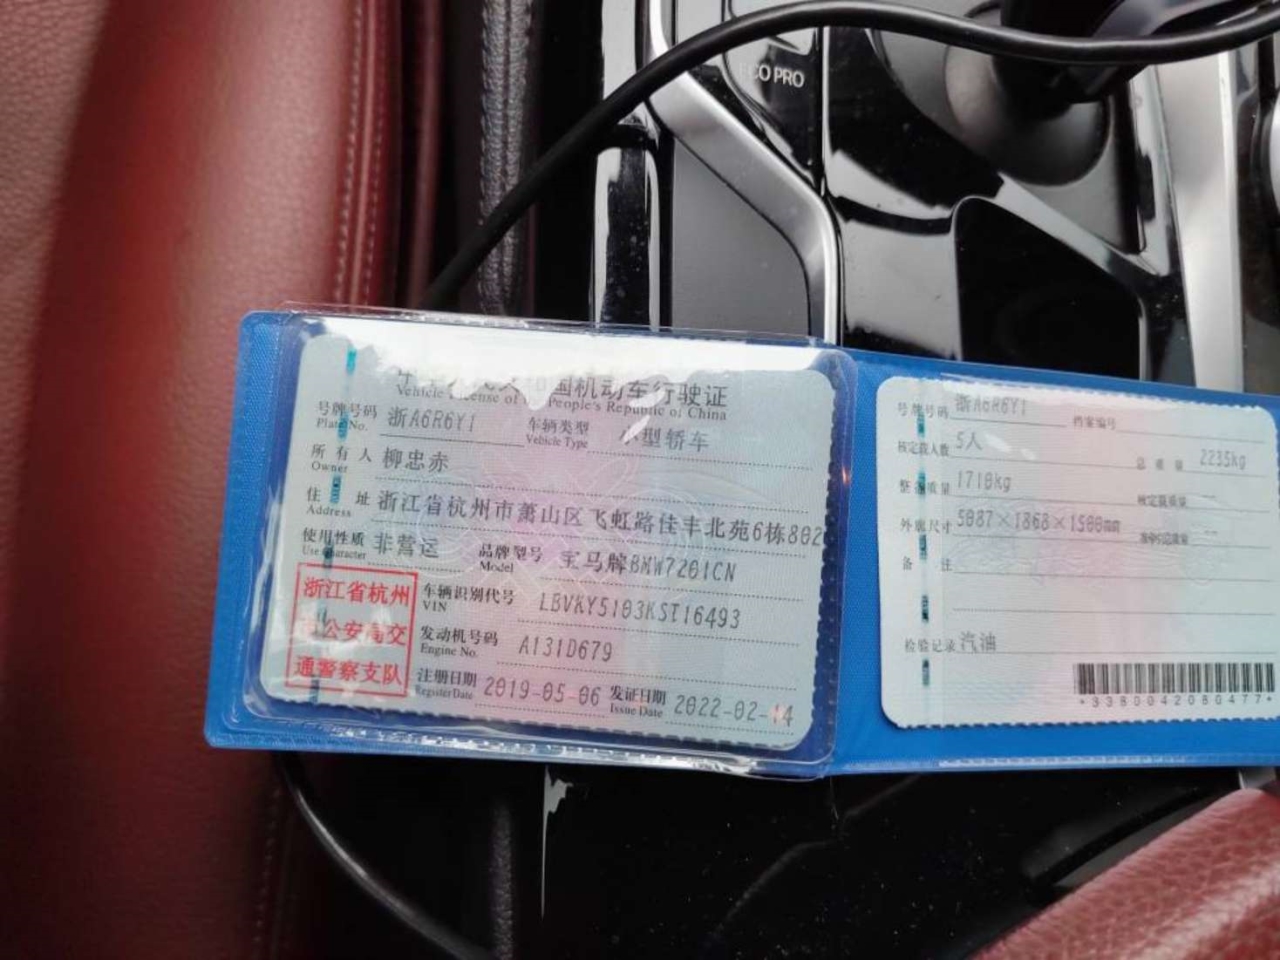 CO PRO
国机动车行驶证
Vehicle License of the People's Republic of China
号牌号码 浙A6R6Y1 车辆类型 小型轿车
Plate No. Vehicle Type
所有人 柳忠赤
Owner
住址 浙江省杭州市萧山区飞虹路佳丰北苑6栋802
Address
使用性质 非营运 品牌型号 宝马牌BMW7201CN
Use Character Model
浙江省杭州
公安局交
通警察支队
车辆识别代号 LBVKY5103KSI16493
VIN
发动机号码 A131D679
Engine No.
注册日期 2019-05-06 发证日期 2022-02-14
Register Date Issue Date
号牌号码 浙A6R6Y1 档案编号
核定载人数 5人 总质量 2235kg
整备质量 1710kg 核定载质量 --
外廓尺寸 5087×1868×1500mm 准牵引总质量 --
备注
检验记录 汽油
*3380042080477*